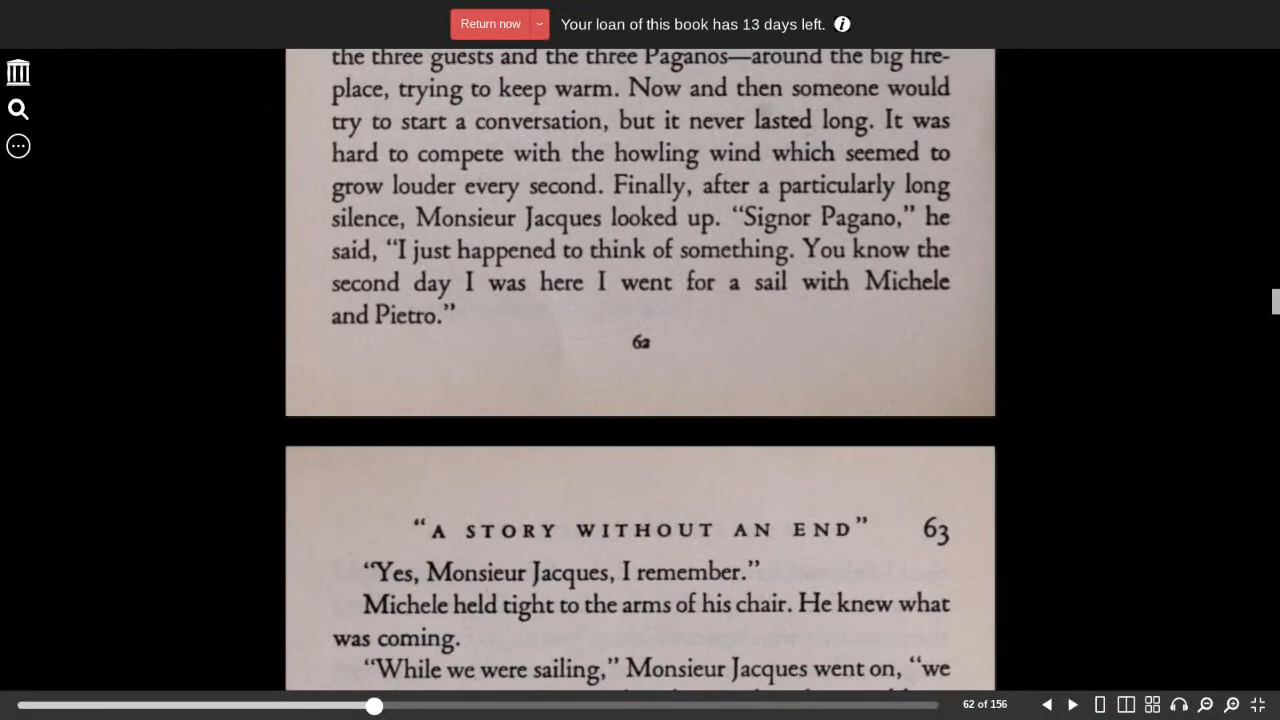 Return now
Your loan of this book has 13 days left.
the three guests and the three Paganos—around the big fire-
place, trying to keep warm. Now and then someone would
try to start a conversation, but it never lasted long. It was
hard to compete with the howling wind which seemed to
grow louder every second. Finally, after a particularly long
silence, Monsieur Jacques looked up. “Signor Pagano,” he
said, “I just happened to think of something. You know the
second day I was here I went for a sail with Michele
and Pietro.”
62
“A STORY WITHOUT AN END” 63
“Yes, Monsieur Jacques, I remember.”
Michele held tight to the arms of his chair. He knew what
was coming.
“While we were sailing,” Monsieur Jacques went on, “we
62 of 156